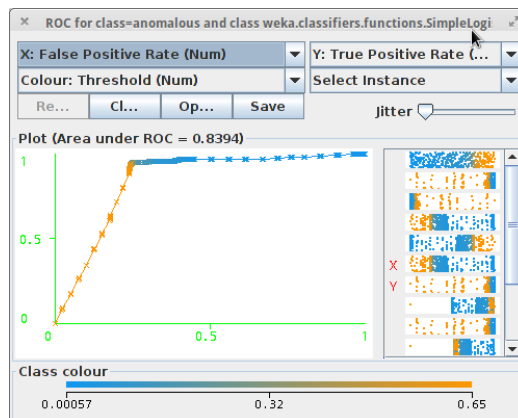 ROC for class=anomalous and class weka.classifiers.functions.SimpleLogi
X: False Positive Rate (Num)
Y: True Positive Rate (...
Colour: Threshold (Num)
Select Instance
Re...
Cl...
Op...
Save
Jitter
Plot (Area under ROC = 0.8394)
1
0.5
0
0
0.5
1
X
Y
Class colour
0.00057
0.32
0.65